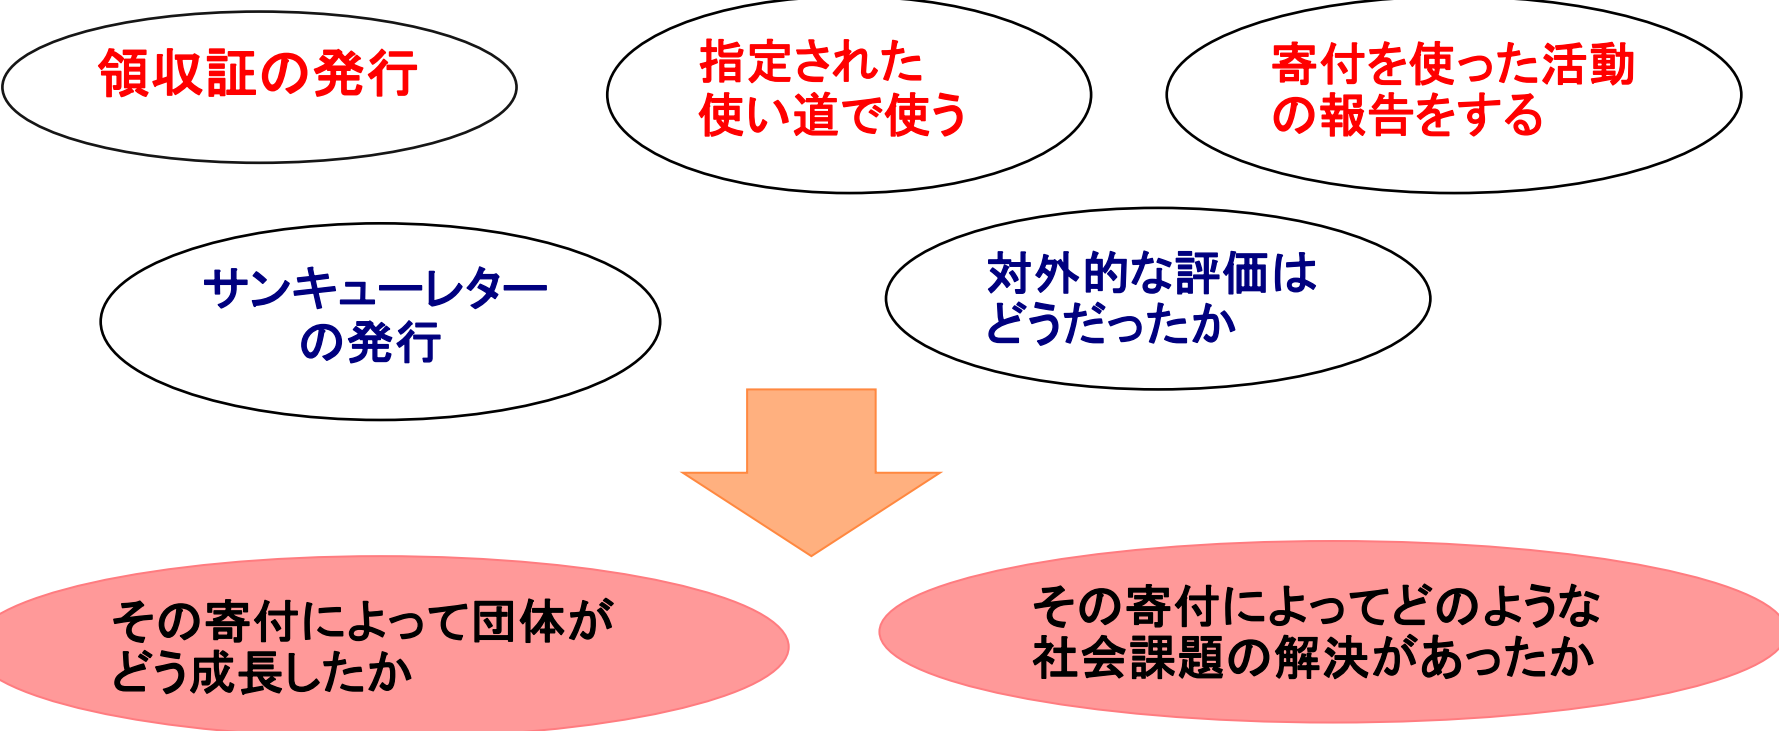 領収証の発行
指定された
使い道で使う
寄付を使った活動
の報告をする
サンキューレター
の発行
対外的な評価は
どうだったか
その寄付によって団体が
どう成長したか
その寄付によってどのような
社会課題の解決があったか